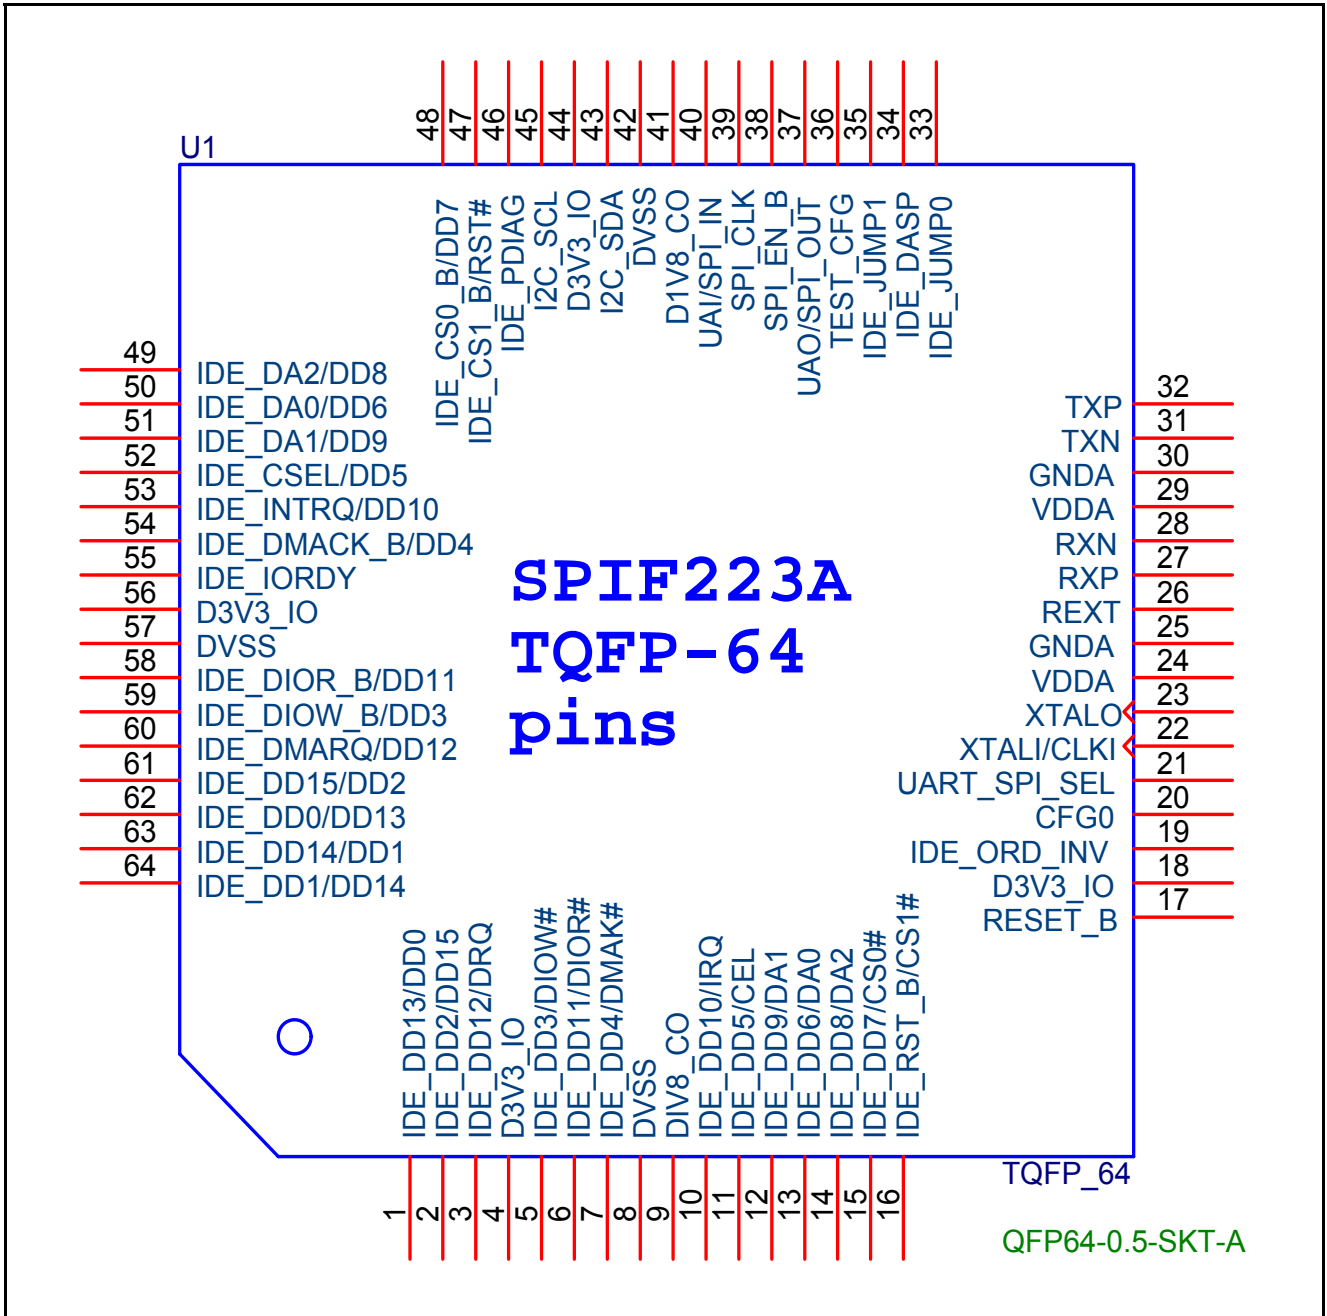 48
47
46
45
44
43
42
41
40
39
38
37
36
35
34
33
U1
IDE_CS0_B/DD7
IDE_CS1_B/RST#
IDE_PDIAG
I2C_SCL
D3V3_IO
I2C_SDA
DVSS
D1V8_CO
UAI/SPI_IN
SPI_CLK
SPI_EN_B
UAO/SPI_OUT
TEST_CFG
IDE_JUMP1
IDE_DASP
IDE_JUMP0
49
IDE_DA2/DD8
50
IDE_DA0/DD6
51
IDE_DA1/DD9
52
IDE_CSEL/DD5
53
IDE_INTRQ/DD10
54
IDE_DMACK_B/DD4
55
IDE_IORDY
56
D3V3_IO
57
DVSS
58
IDE_DIOR_B/DD11
59
IDE_DIOW_B/DD3
60
IDE_DMARQ/DD12
61
IDE_DD15/DD2
62
IDE_DD0/DD13
63
IDE_DD14/DD1
64
IDE_DD1/DD14
SPIF223A
TQFP-64
pins
32
TXP
31
TXN
30
GNDA
29
VDDA
28
RXN
27
RXP
26
REXT
25
GNDA
24
VDDA
23
XTALO
22
XTALI/CLKI
21
UART_SPI_SEL
20
CFG0
19
IDE_ORD_INV
18
D3V3_IO
17
RESET_B
IDE_DD13/DD0
IDE_DD2/DD15
IDE_DD12/DRQ
D3V3_IO
IDE_DD3/DIOW#
IDE_DD11/DIOR#
IDE_DD4/DMAK#
DVSS
DIV8_CO
IDE_DD10/IRQ
IDE_DD5/CEL
IDE_DD9/DA1
IDE_DD6/DA0
IDE_DD8/DA2
IDE_DD7/CS0#
IDE_RST_B/CS1#
1
2
3
4
5
6
7
8
9
10
11
12
13
14
15
16
TQFP_64
QFP64-0.5-SKT-A